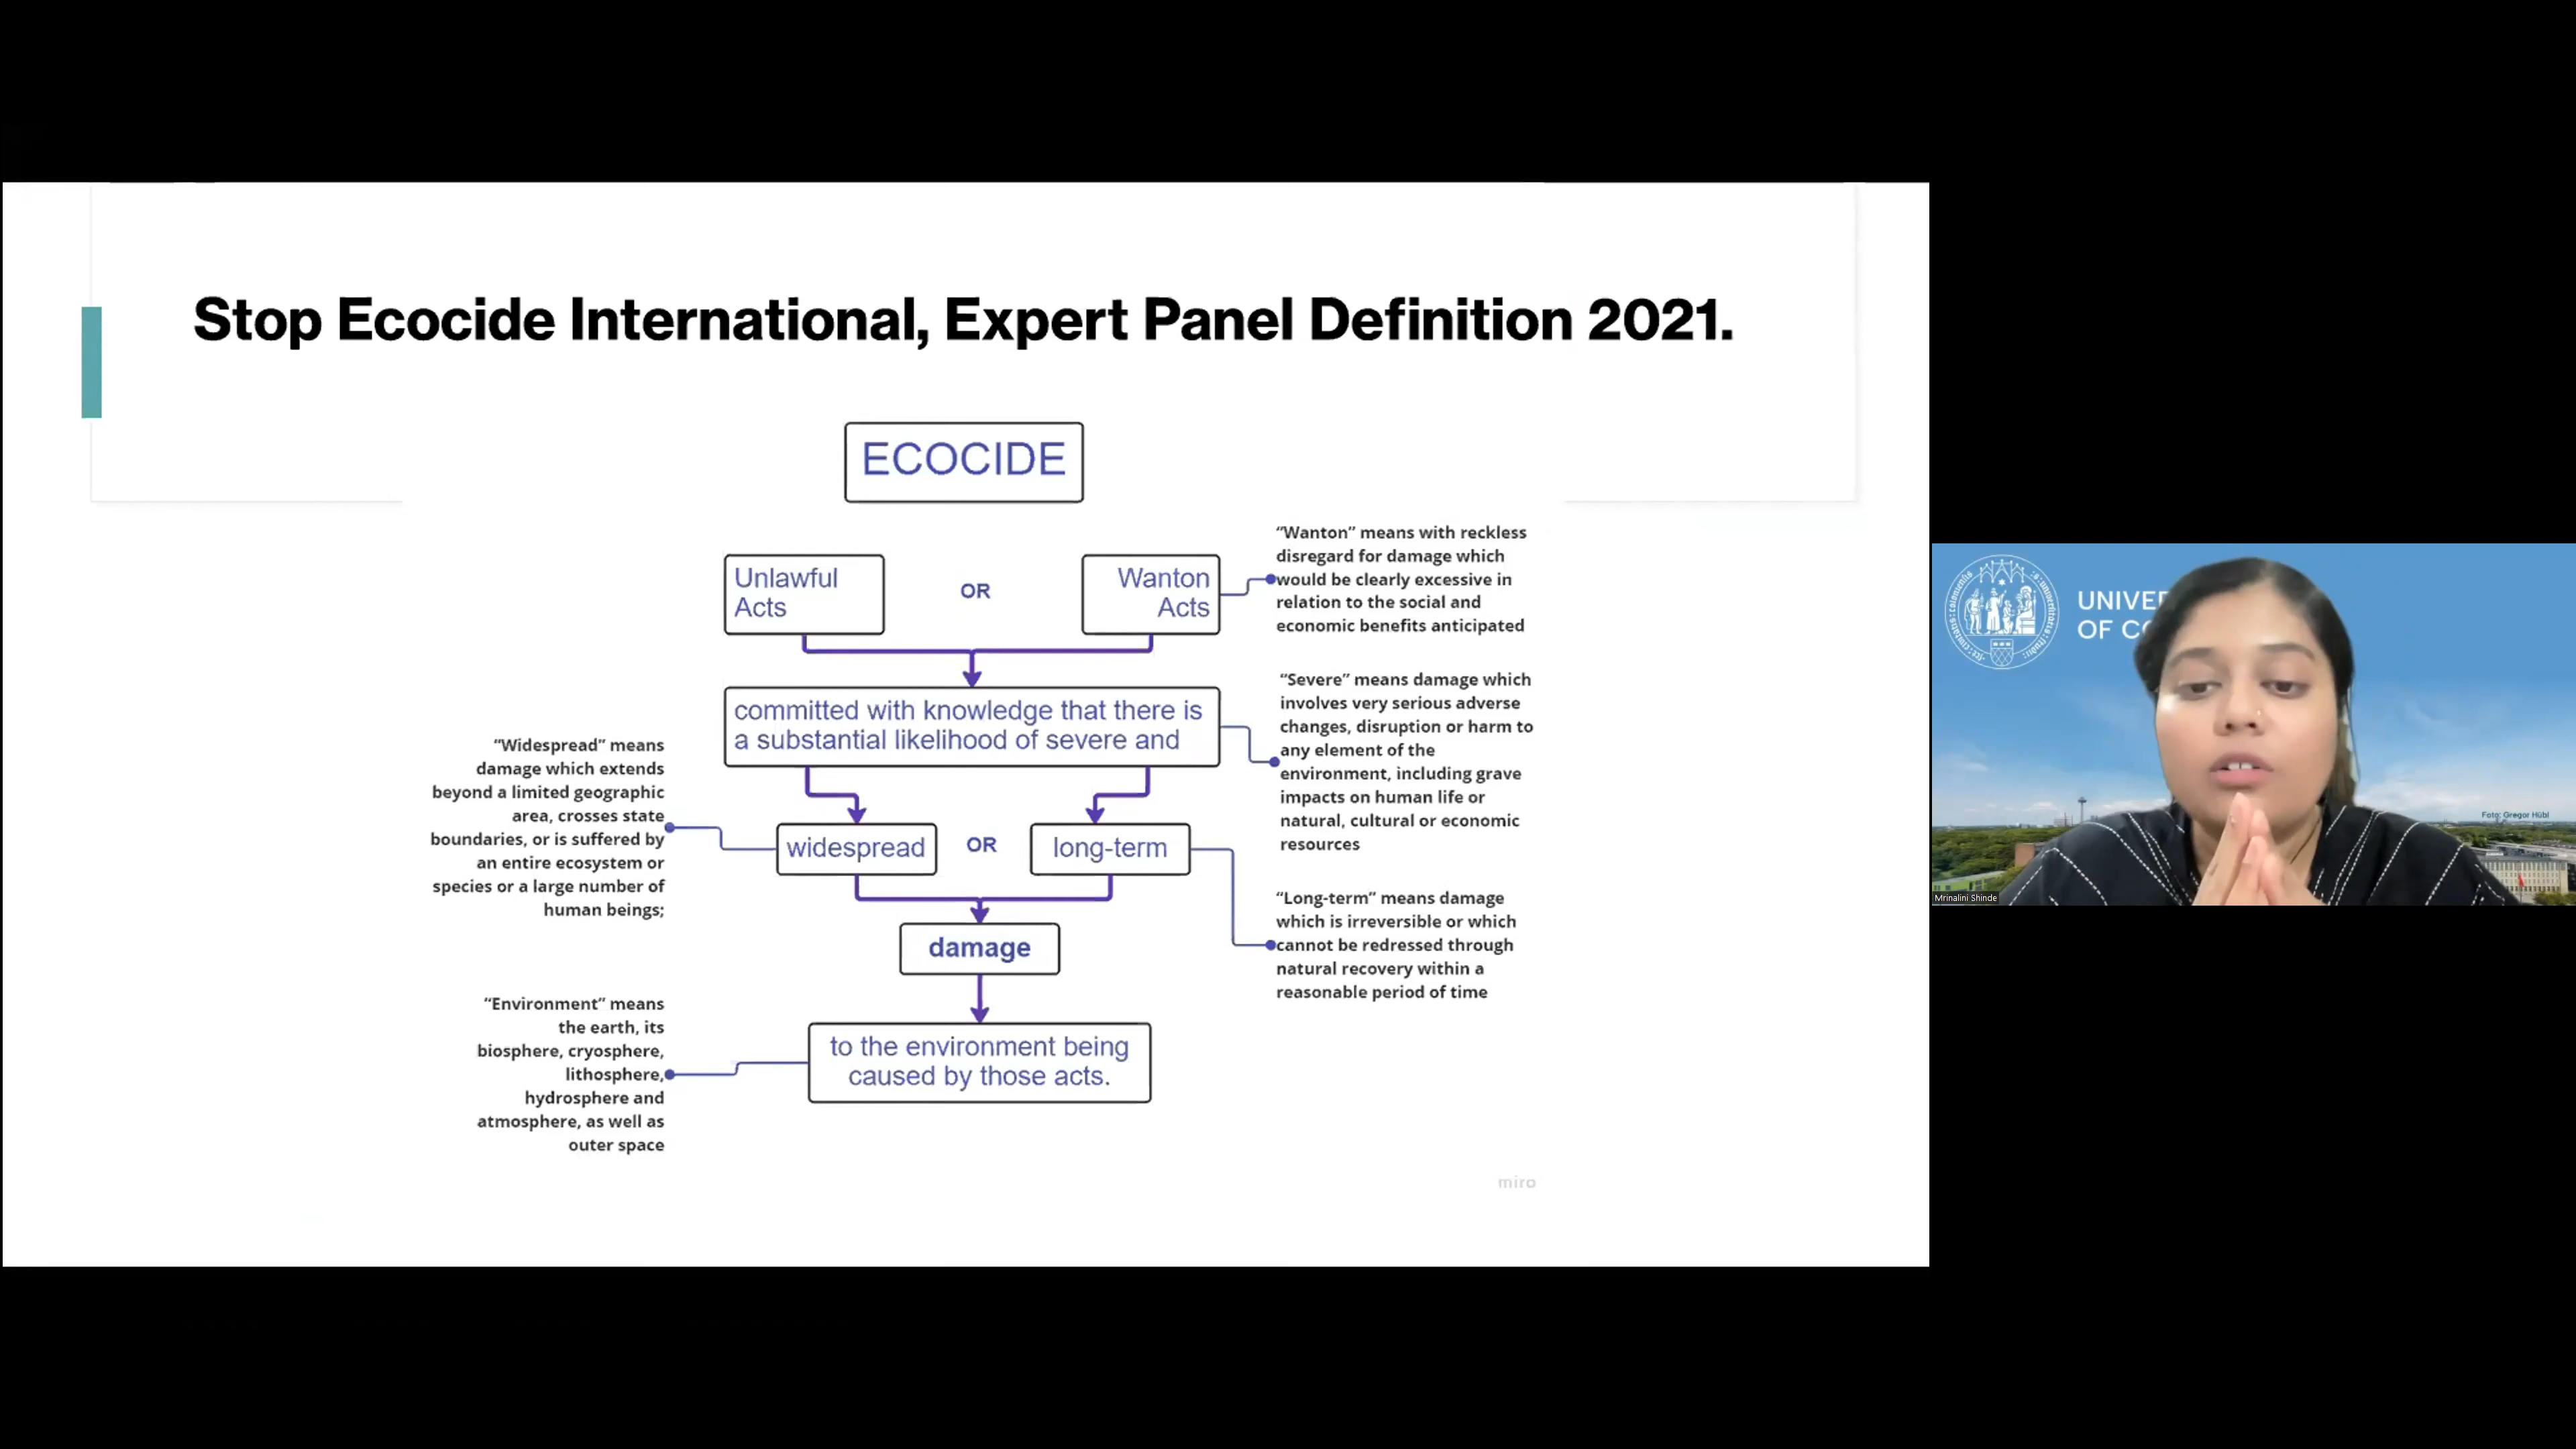 Stop Ecocide International, Expert Panel Definition 2021.
ECOCIDE
Unlawful
Acts
OR
Wanton
Acts
“Wanton” means with reckless
disregard for damage which
would be clearly excessive in
relation to the social and
economic benefits anticipated
committed with knowledge that there is
a substantial likelihood of severe and
“Severe” means damage which
involves very serious adverse
changes, disruption or harm to
any element of the
environment, including grave
impacts on human life or
natural, cultural or economic
resources
“Widespread” means
damage which extends
beyond a limited geographic
area, crosses state
boundaries, or is suffered by
an entire ecosystem or
species or a large number of
human beings;
widespread
OR
long-term
“Long-term” means damage
which is irreversible or which
cannot be redressed through
natural recovery within a
reasonable period of time
damage
“Environment” means
the earth, its
biosphere, cryosphere,
lithosphere,
hydrosphere and
atmosphere, as well as
outer space
to the environment being
caused by those acts.
miro
UNIVER
OF CO
Foto: Gregor Hübl
Mrinalini Shinde